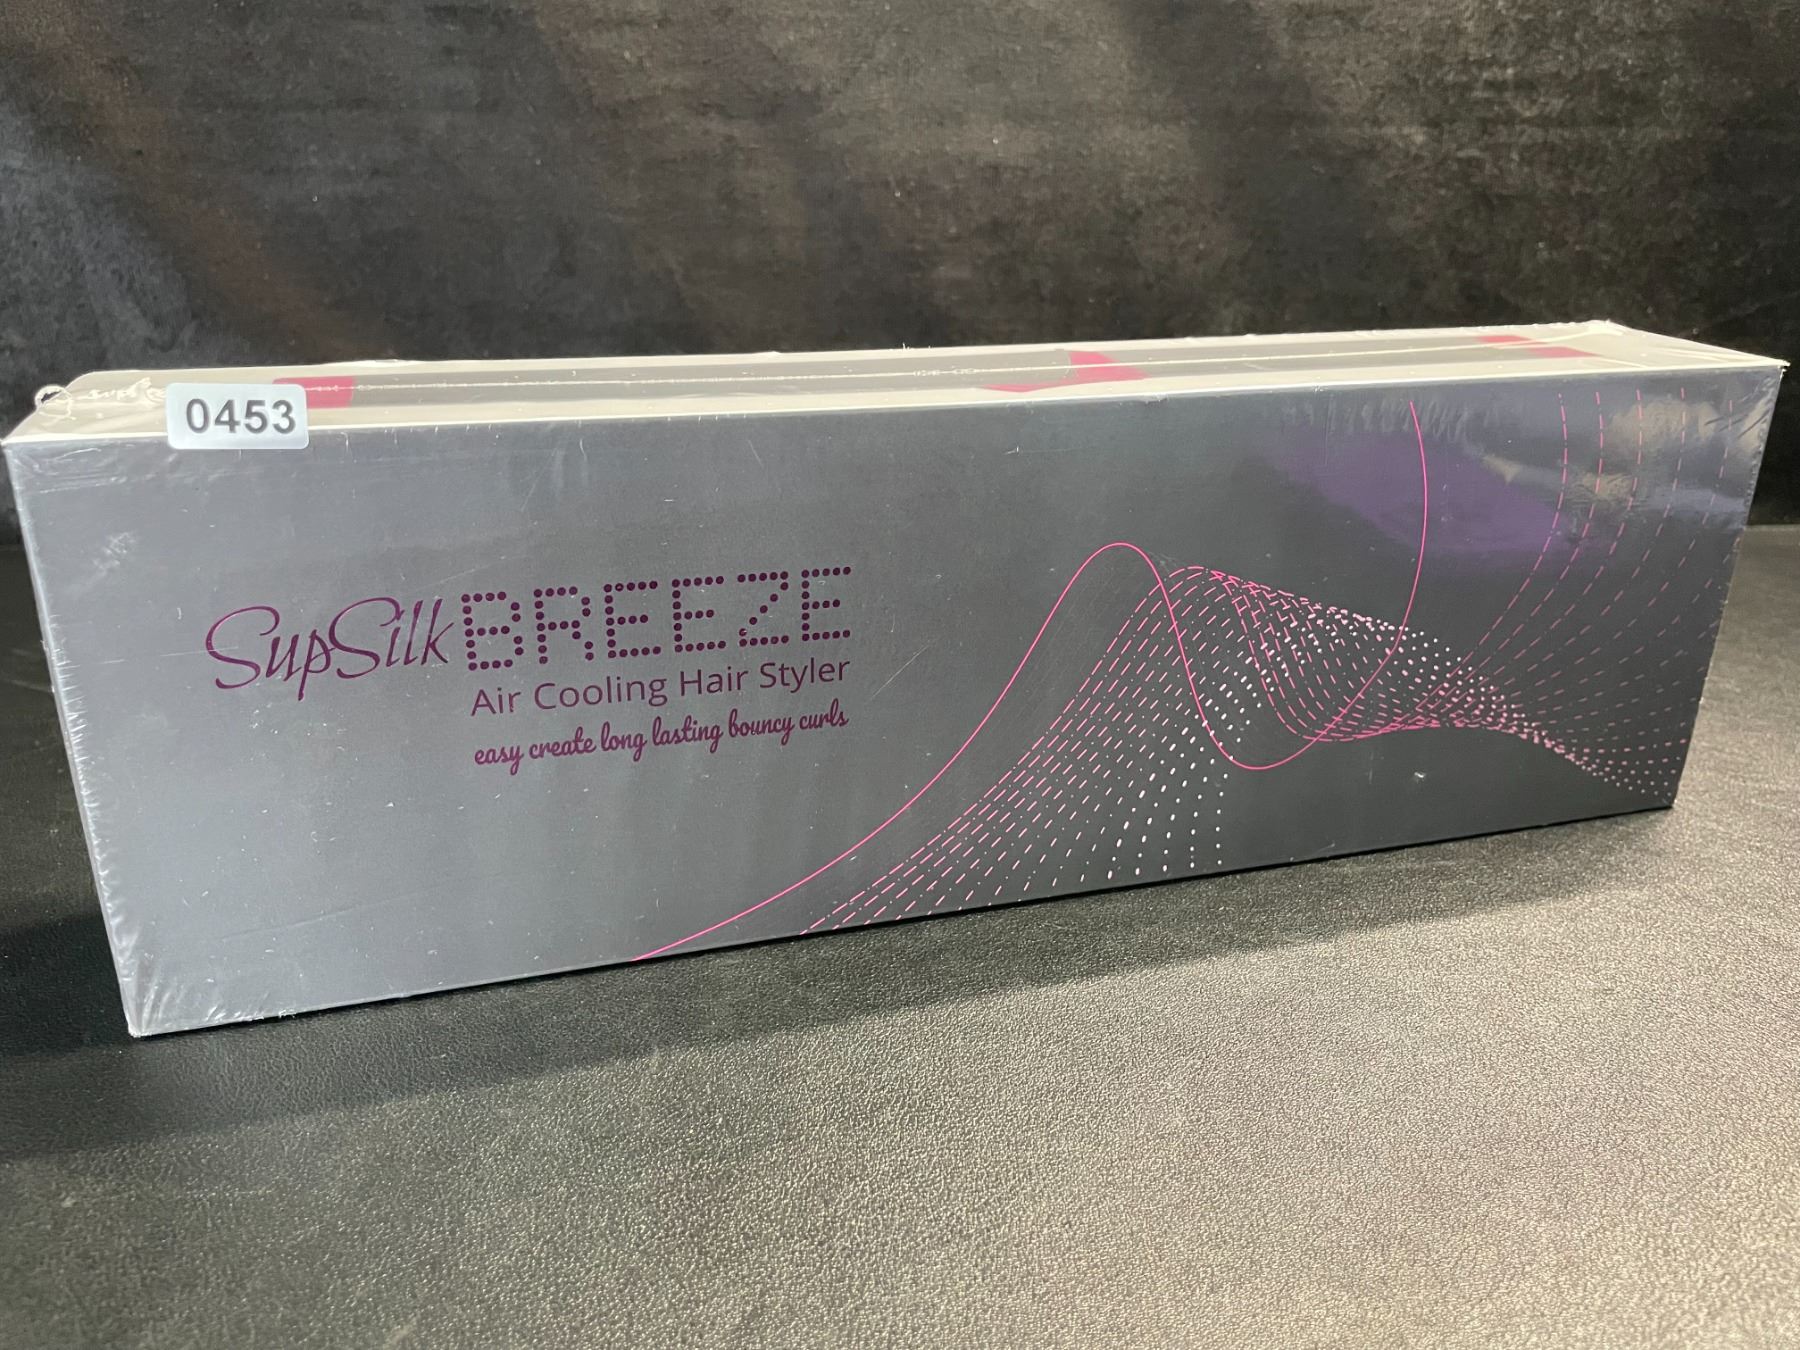 0453
SupSilk BREEZE
Air Cooling Hair Styler
easy create long lasting bouncy curls